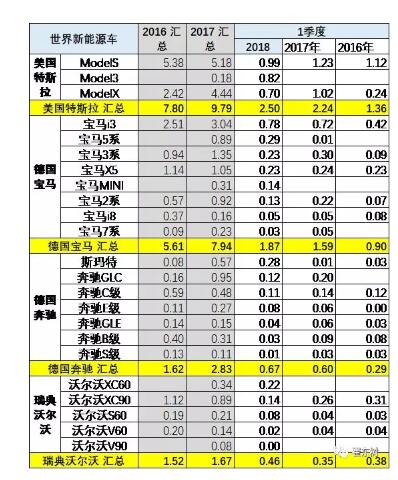 世界新能源车 2016 汇总 2017 汇总 1季度
2018 2017年 2016年
美国特斯拉 ModelS 5.38 5.18 0.99 1.23 1.12
Model3 0.18 0.82
ModelX 2.42 4.44 0.70 1.02 0.24
美国特斯拉 汇总 7.80 9.79 2.50 2.24 1.36
德国宝马 宝马i3 2.51 3.04 0.78 0.72 0.42
宝马5系 0.89 0.29 0.01
宝马3系 0.94 1.35 0.23 0.30 0.09
宝马X5 1.14 1.05 0.23 0.24 0.23
宝马MINI 0.31 0.14
宝马2系 0.57 0.92 0.13 0.22 0.07
宝马i8 0.37 0.16 0.05 0.05 0.08
宝马7系 0.09 0.23 0.03 0.05
德国宝马 汇总 5.61 7.94 1.87 1.59 0.90
德国奔驰 斯玛特 0.08 0.57 0.28 0.01 0.03
奔驰GLC 0.16 0.95 0.12 0.20
奔驰C级 0.59 0.48 0.11 0.14 0.12
奔驰E级 0.11 0.27 0.08 0.06 0.00
奔驰GLE 0.14 0.15 0.04 0.06 0.03
奔驰B级 0.40 0.31 0.03 0.09 0.08
奔驰S级 0.13 0.11 0.01 0.03 0.03
德国奔驰 汇总 1.62 2.83 0.67 0.60 0.29
瑞典沃尔沃 沃尔沃XC60 0.34 0.22
沃尔沃XC90 1.12 0.89 0.14 0.26 0.31
沃尔沃S60 0.19 0.21 0.08 0.04 0.03
沃尔沃V60 0.20 0.14 0.02 0.04 0.04
沃尔沃V90 0.08 0.00
瑞典沃尔沃 汇总 1.52 1.67 0.46 0.35 0.38